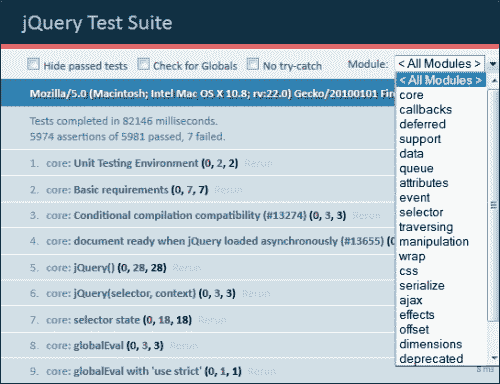 jQuery Test Suite
Hide passed tests Check for Globals No try-catch Module: < All Modules >
Mozilla/5.0 (Macintosh; Intel Mac OS X 10.8; rv:22.0) Gecko/20100101
Tests completed in 82146 milliseconds.
5974 assertions of 5981 passed, 7 failed.
1. core: Unit Testing Environment (0, 2, 2) Rerun
2. core: Basic requirements (0, 7, 7) Rerun
3. core: Conditional compilation compatibility (#13274) (0, 3, 3) Rerun
4. core: document ready when jQuery loaded asynchronously (#13655)
5. core: jQuery() (0, 28, 28) Rerun
6. core: jQuery(selector, context) (0, 3, 3) Rerun
7. core: selector state (0, 18, 18) Rerun
8. core: globalEval (0, 3, 3) Rerun
9. core: globalEval with 'use strict' (0, 1, 1) Rerun
< All Modules >
core
callbacks
deferred
support
data
queue
attributes
event
selector
traversing
manipulation
wrap
css
serialize
ajax
effects
offset
dimensions
deprecated
8 ms